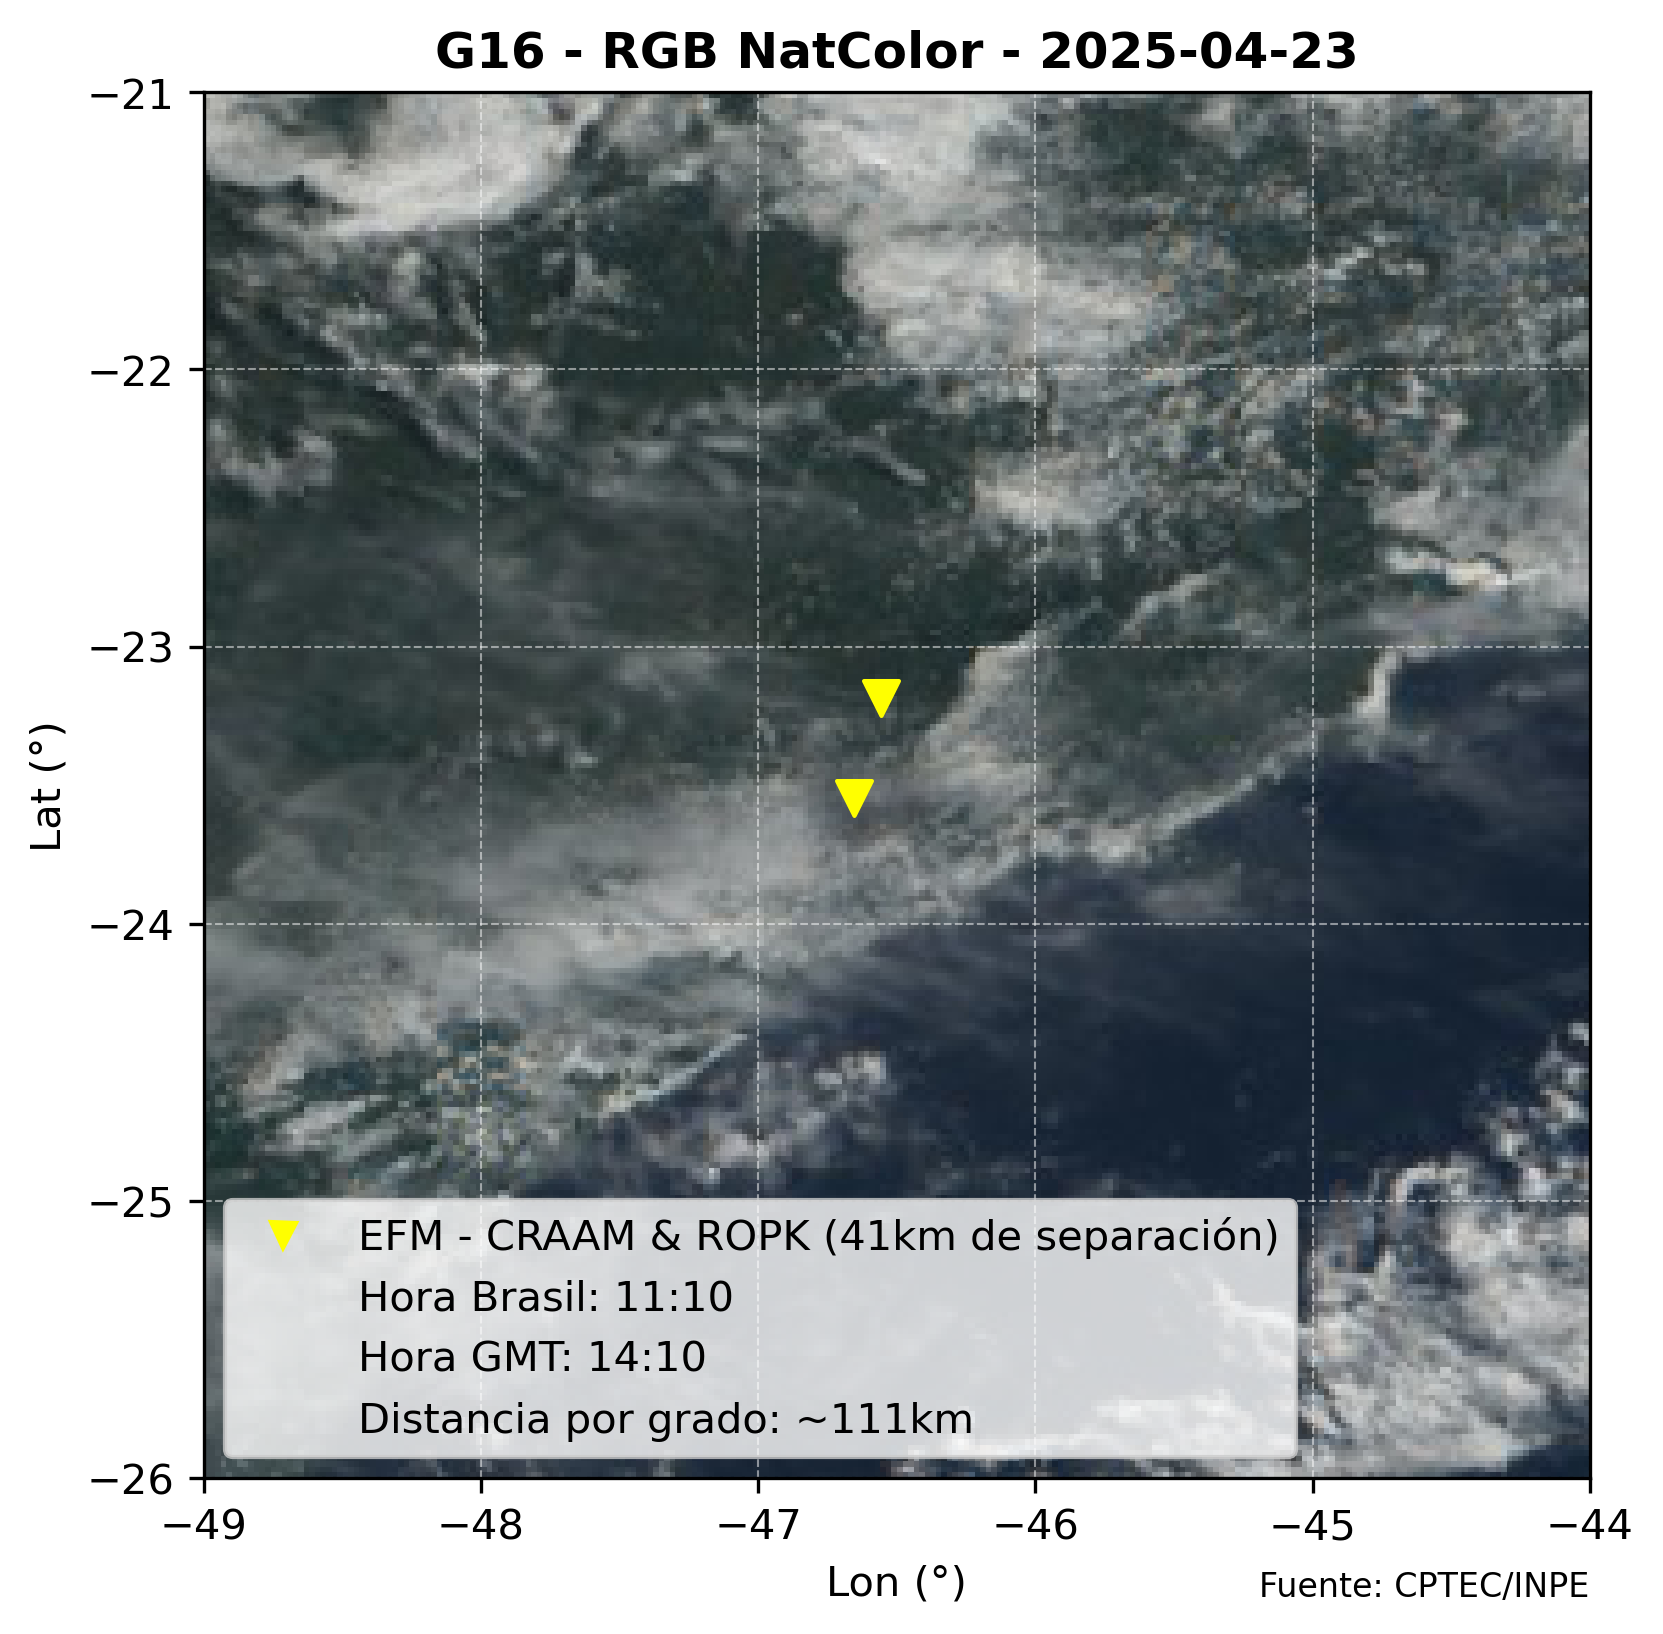 G16 - RGB NatColor - 2025-04-23
−21
−22
−23
−24
−25
−26
Lat (°)
EFM - CRAAM & ROPK (41km de separación)
Hora Brasil: 11:10
Hora GMT: 14:10
Distancia por grado: ~111km
−49 −48 −47 −46 −45 −44
Lon (°)
Fuente: CPTEC/INPE